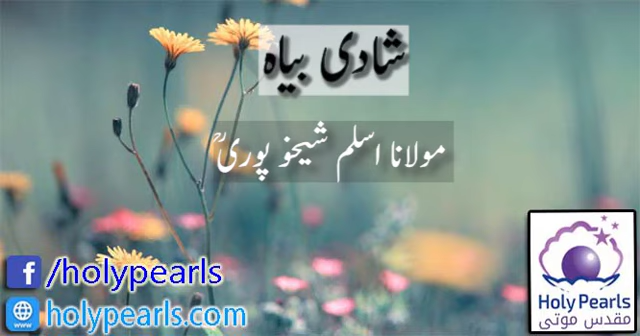 شادی بیاہ
مولانا اسلم شیخوپوریؒ
f/holypearls
holypearls.com
Holy Pearls
مقدس موتی